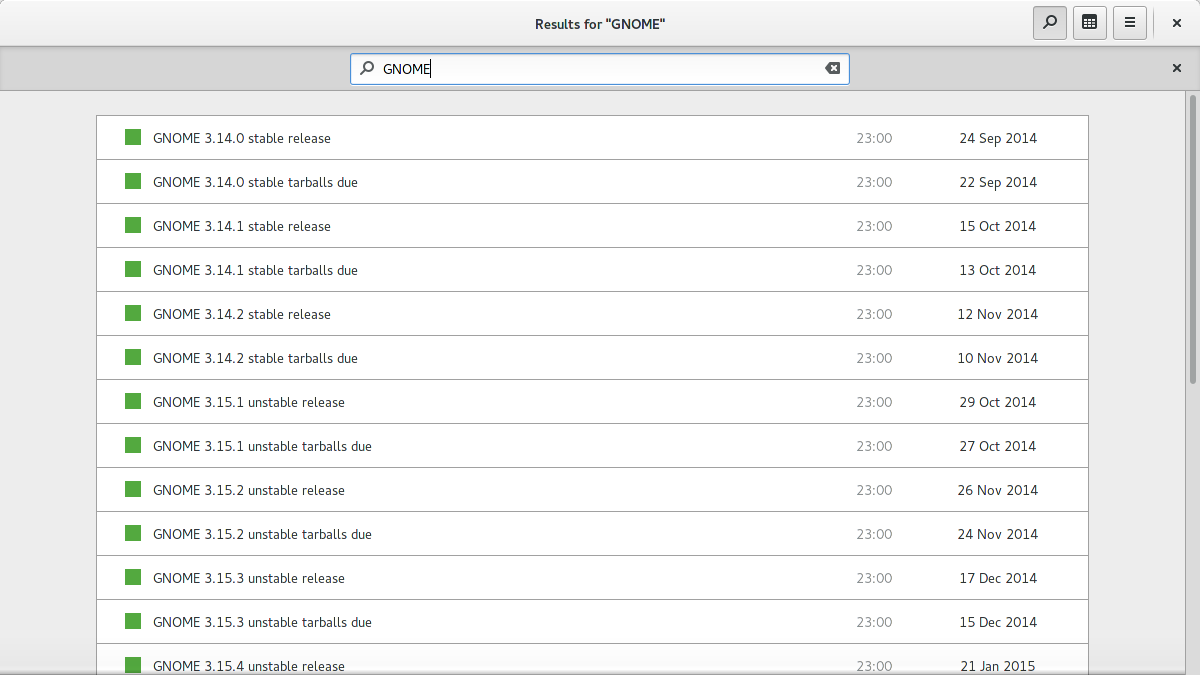 Results for "GNOME"
GNOME
GNOME 3.14.0 stable release 23:00 24 Sep 2014
GNOME 3.14.0 stable tarballs due 23:00 22 Sep 2014
GNOME 3.14.1 stable release 23:00 15 Oct 2014
GNOME 3.14.1 stable tarballs due 23:00 13 Oct 2014
GNOME 3.14.2 stable release 23:00 12 Nov 2014
GNOME 3.14.2 stable tarballs due 23:00 10 Nov 2014
GNOME 3.15.1 unstable release 23:00 29 Oct 2014
GNOME 3.15.1 unstable tarballs due 23:00 27 Oct 2014
GNOME 3.15.2 unstable release 23:00 26 Nov 2014
GNOME 3.15.2 unstable tarballs due 23:00 24 Nov 2014
GNOME 3.15.3 unstable release 23:00 17 Dec 2014
GNOME 3.15.3 unstable tarballs due 23:00 15 Dec 2014
GNOME 3.15.4 unstable release 23:00 21 Jan 2015